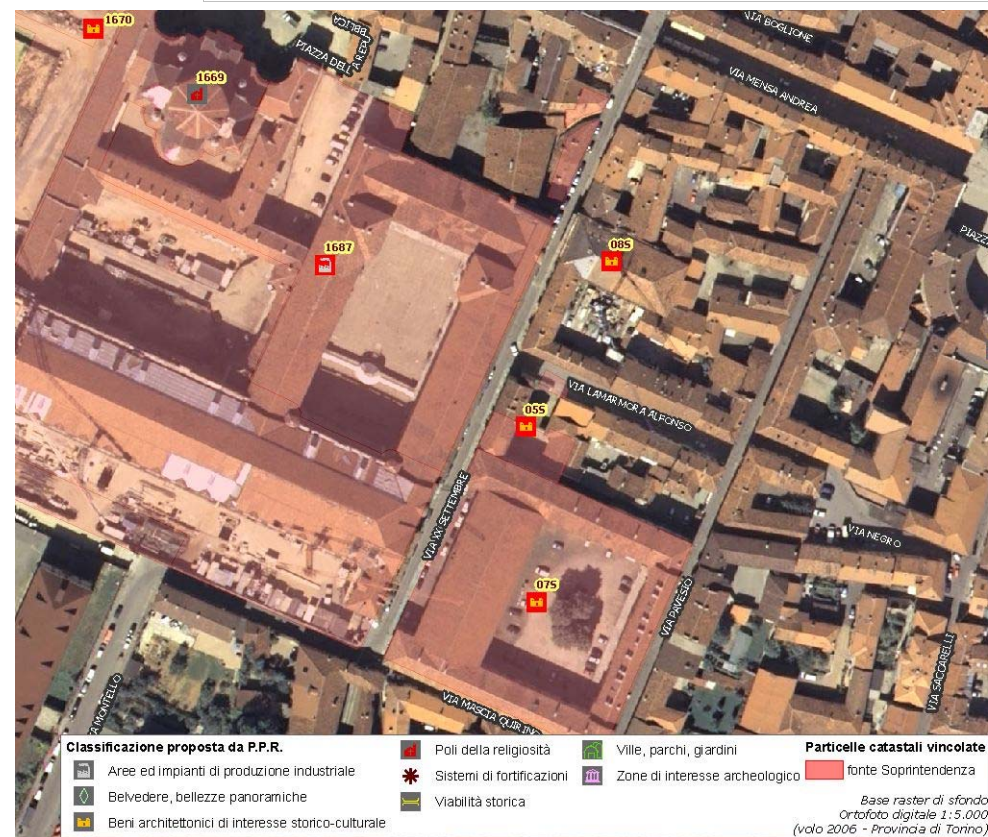 1670
PIAZZA DELLA REPUBBLICA
VIA BOGLIONE
1669
VIA MENSA ANDREA
PIAZZ
1687
08S
VIA LAMARMORA ALFONSO
05S
VIA XX SETTEMBRE
VIA NEGRO
07S
VIA PAVESIO
VIA SACCARELLI
A MONTELLO
VIA MASCIA QUIRINO
Classificazione proposta da P.P.R.
Aree ed impianti di produzione industriale
Belvedere, bellezze panoramiche
Beni architettonici di interesse storico-culturale
Poli della religiosità
Sistemi di fortificazioni
Viabilità storica
Ville, parchi, giardini
Zone di interesse archeologico
Particelle catastali vincolate
fonte Soprintendenza
Base raster di sfondo
Ortofoto digitale 1:5.000
(volo 2006 - Provincia di Torino)